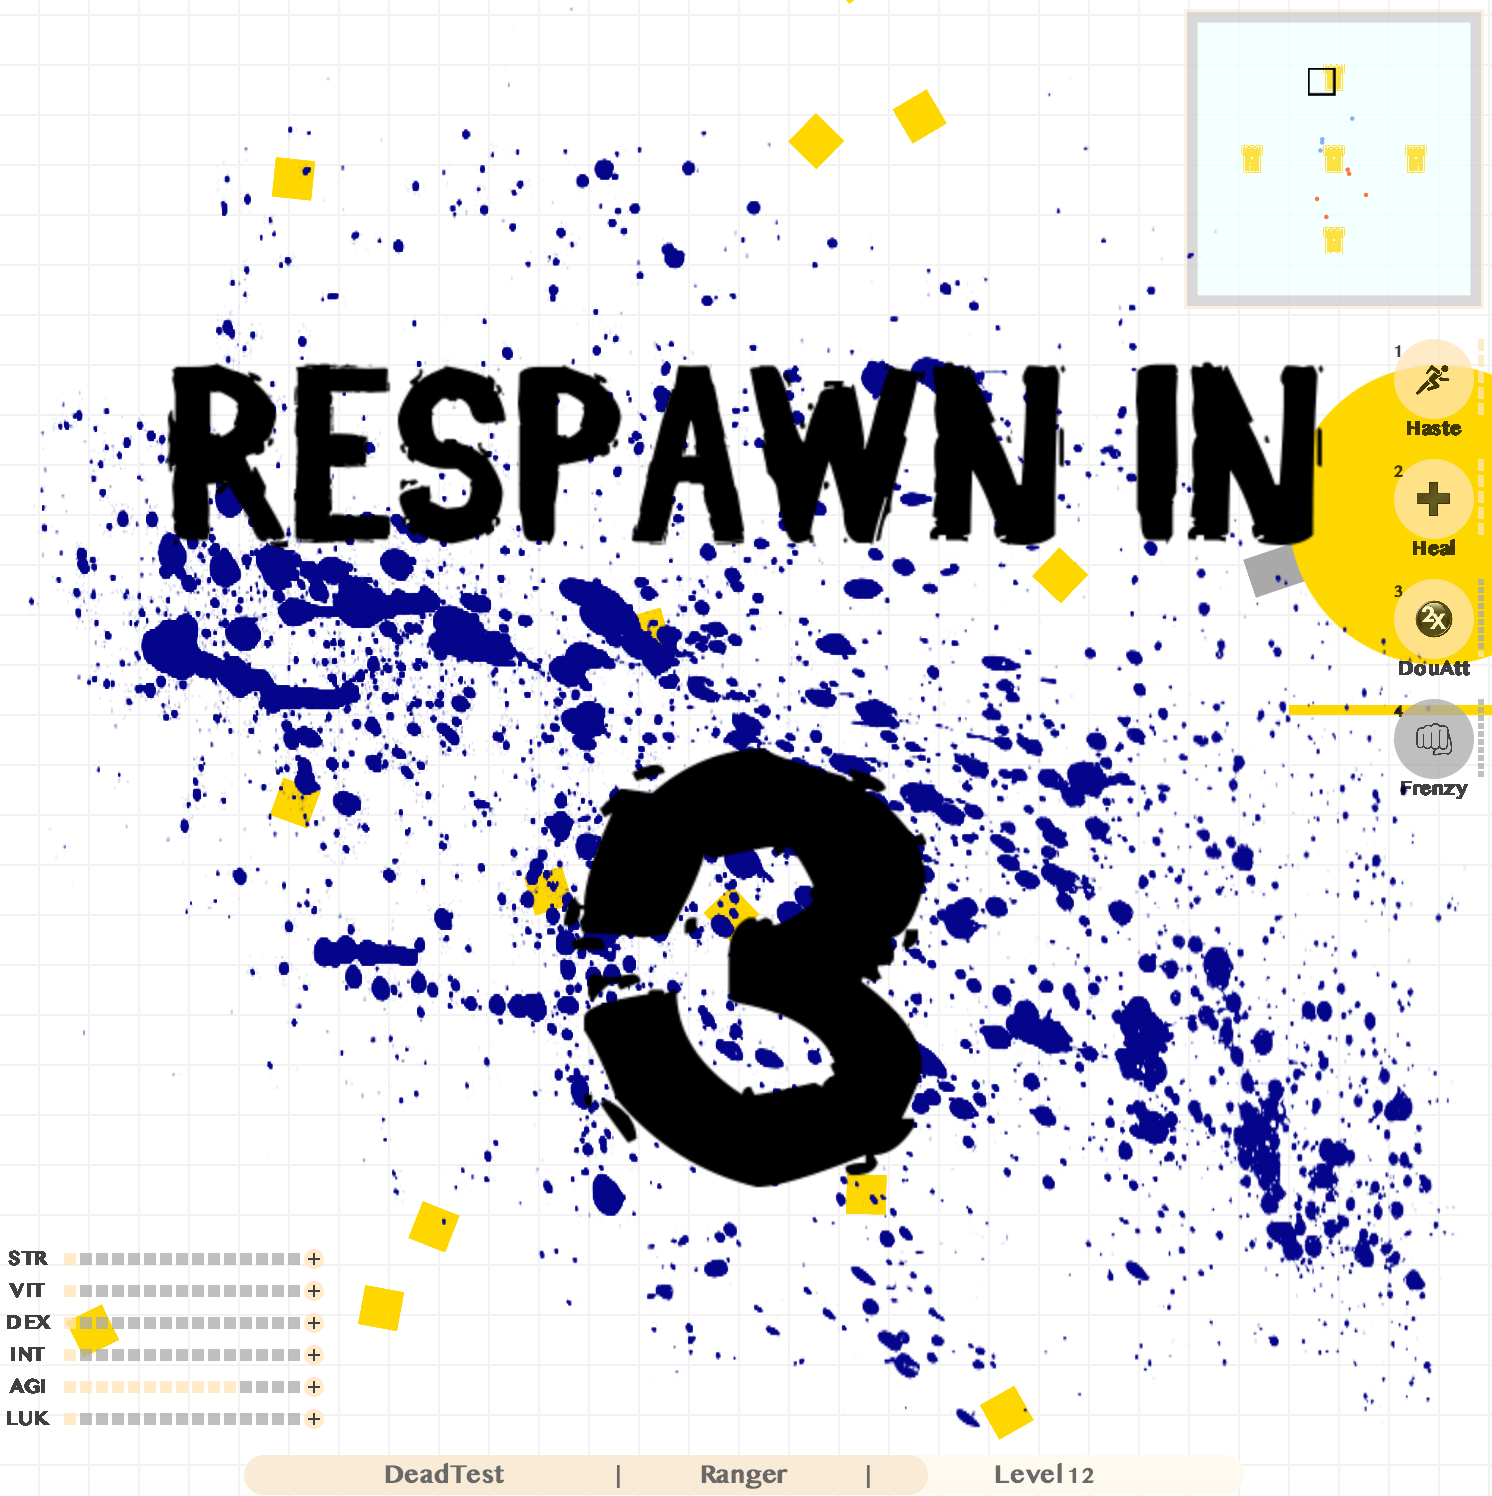 RESPAWN IN
3
1
Haste
2
Heal
3
2X
DouAtt
4
Frenzy
STR +
VIT +
DEX +
INT +
AGI +
LUK +
DeadTest | Ranger | Level 12